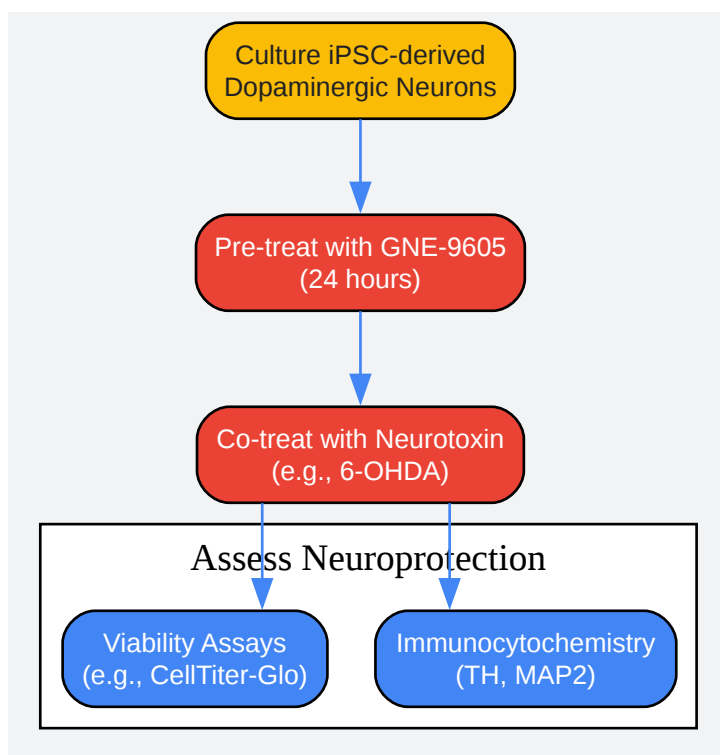 Culture iPSC-derived
Dopaminergic Neurons
Pre-treat with GNE-9605
(24 hours)
Co-treat with Neurotoxin
(e.g., 6-OHDA)
Assess Neuroprotection
Viability Assays
(e.g., CellTiter-Glo)
Immunocytochemistry
(TH, MAP2)